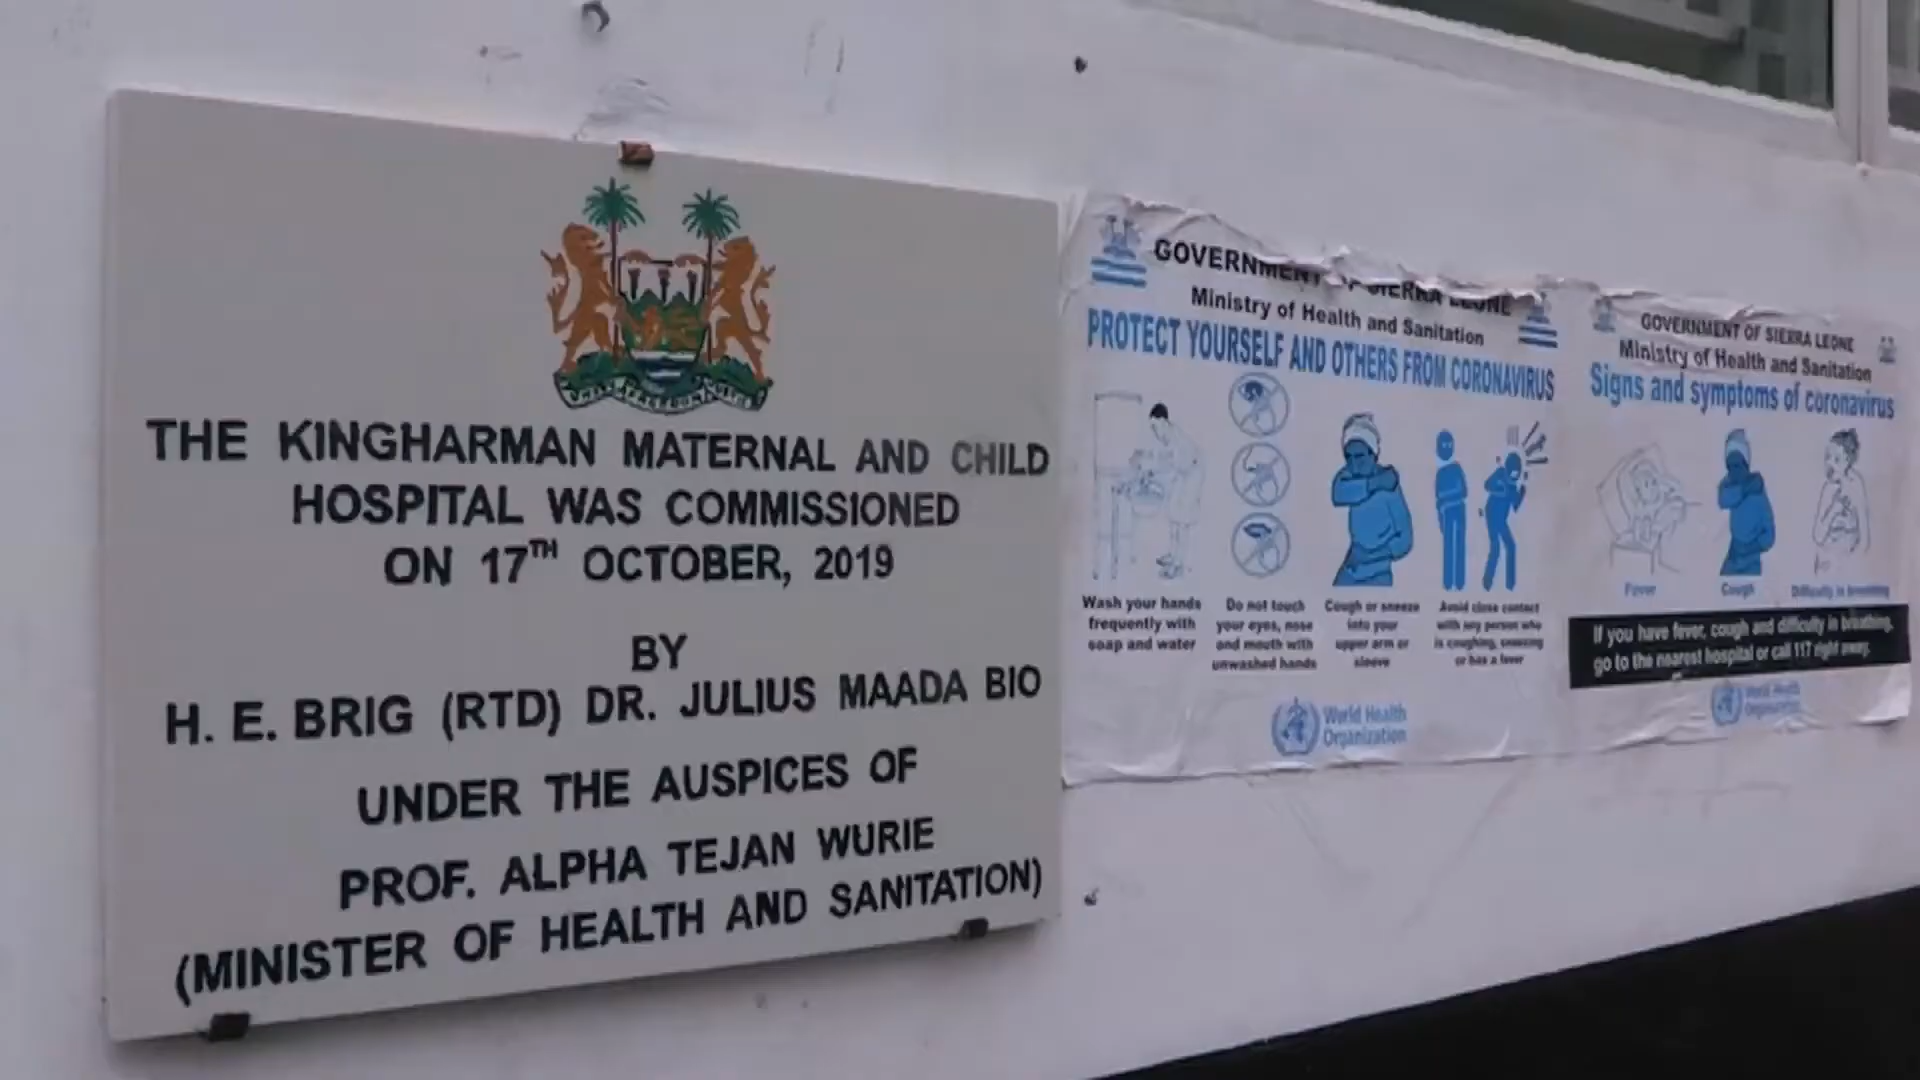 THE KINGHARMAN MATERNAL AND CHILD
HOSPITAL WAS COMMISSIONED
ON 17TH OCTOBER, 2019
BY
H. E. BRIG (RTD) DR. JULIUS MAADA BIO
UNDER THE AUSPICES OF
PROF. ALPHA TEJAN WURIE
(MINISTER OF HEALTH AND SANITATION)
GOVERNMENT OF SIERRA LEONE
Ministry of Health and Sanitation
PROTECT YOURSELF AND OTHERS FROM CORONAVIRUS
Wash your hands
frequently with
soap and water
Do not touch
your eyes, nose
and mouth with
unwashed hands
Cough or sneeze
into your
upper arm or
sleeve
Avoid close contact
with any person who
is coughing, sneezing
or has a fever
World Health
Organization
GOVERNMENT OF SIERRA LEONE
Ministry of Health and Sanitation
Signs and symptoms of coronavirus
Fever
Cough
Difficulty in breathing
If you have fever, cough and difficulty in breathing,
go to the nearest hospital or call 117 right away.
World Health
Organization